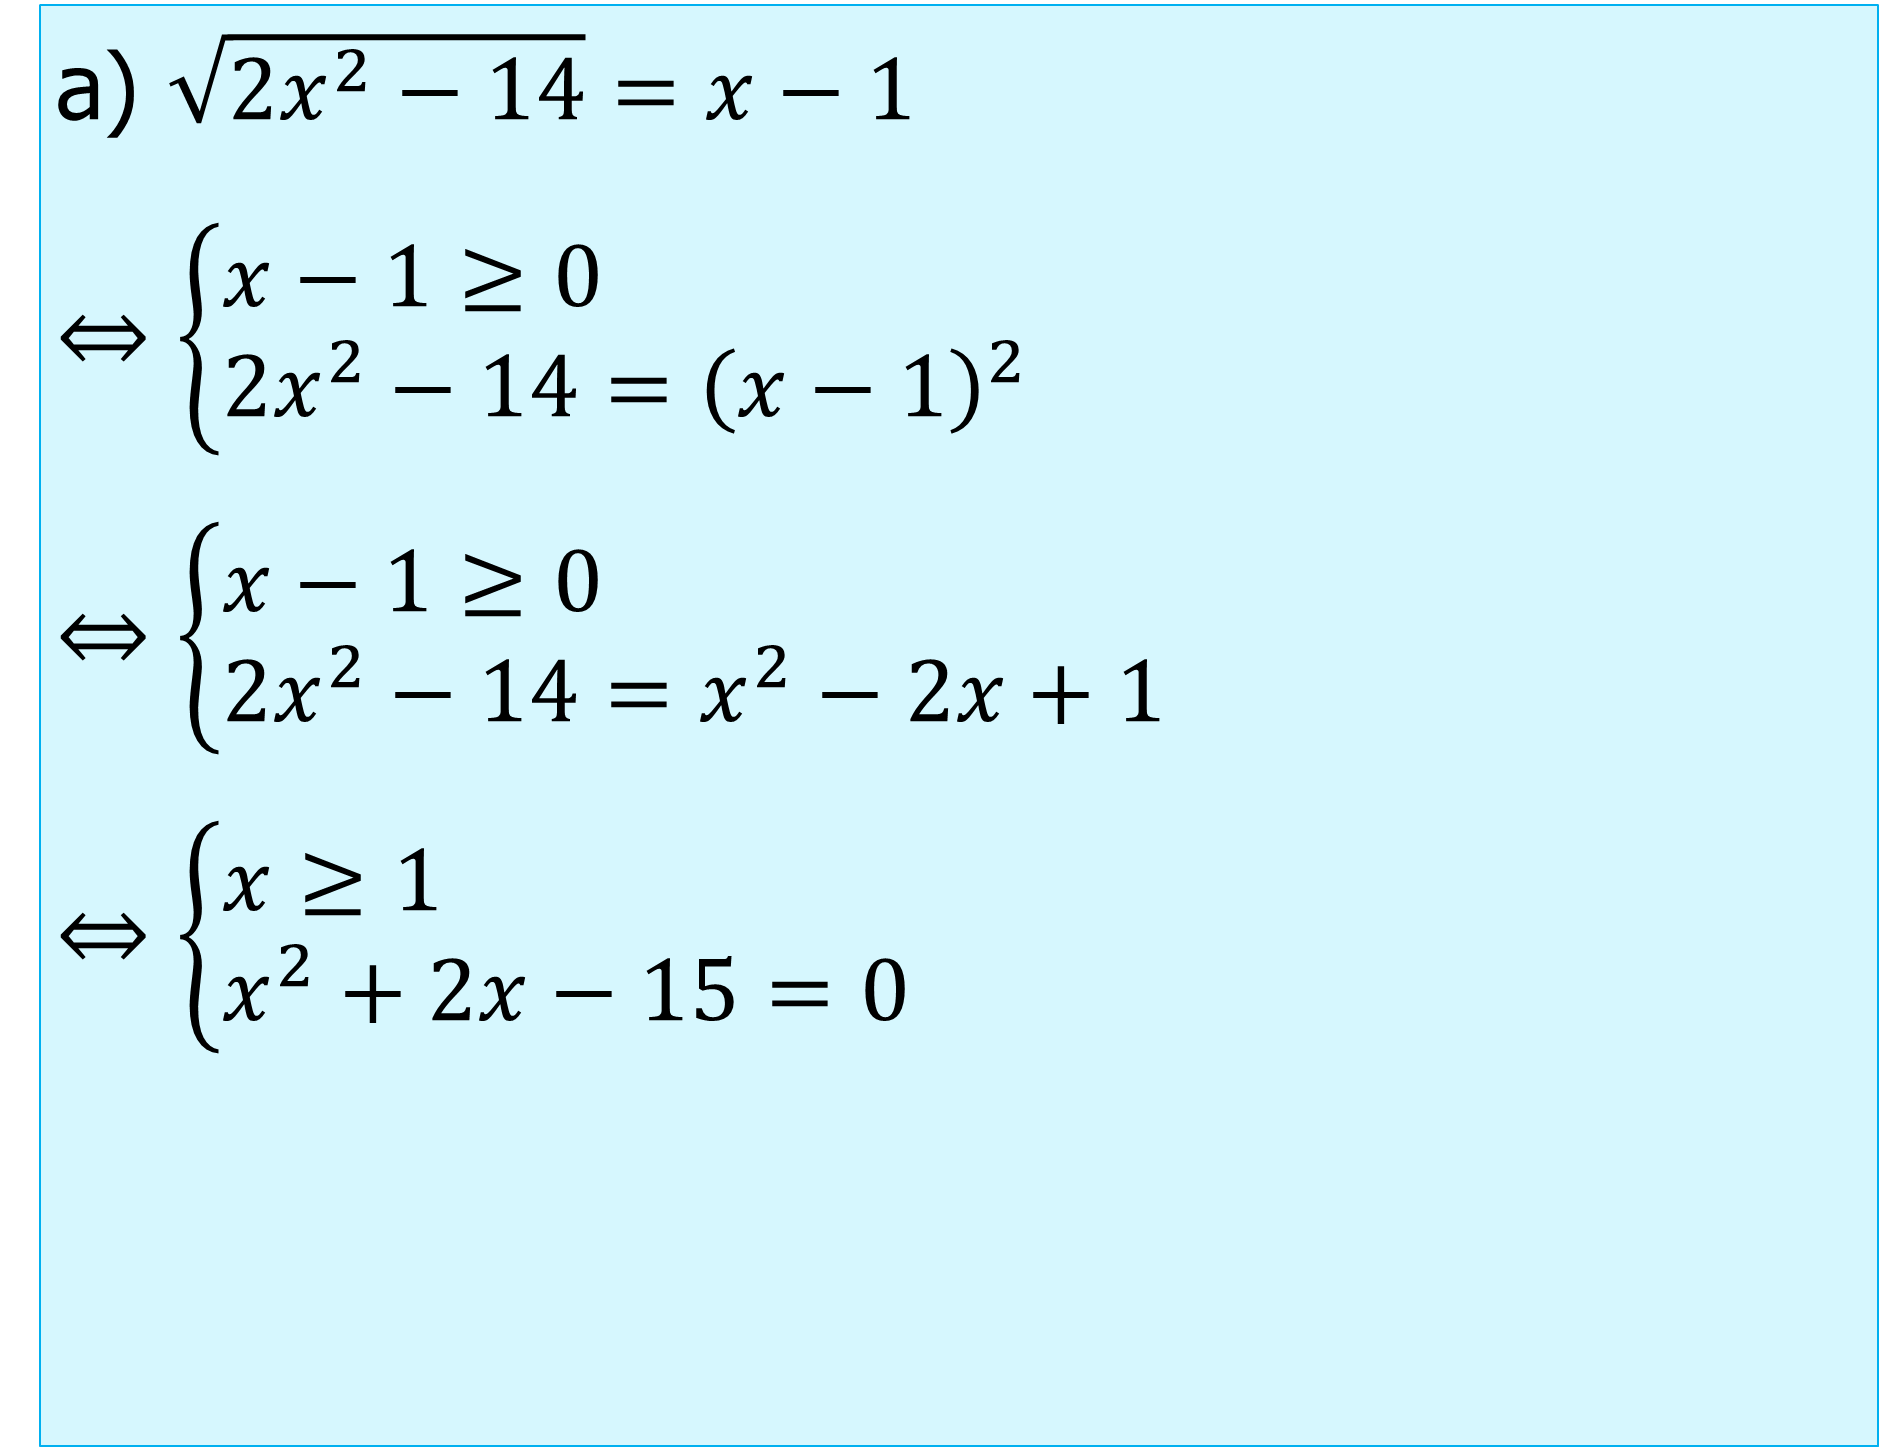 a) √(2x² − 14) = x − 1
⇔ { x − 1 ≥ 0
2x² − 14 = (x − 1)²
⇔ { x − 1 ≥ 0
2x² − 14 = x² − 2x + 1
⇔ { x ≥ 1
x² + 2x − 15 = 0